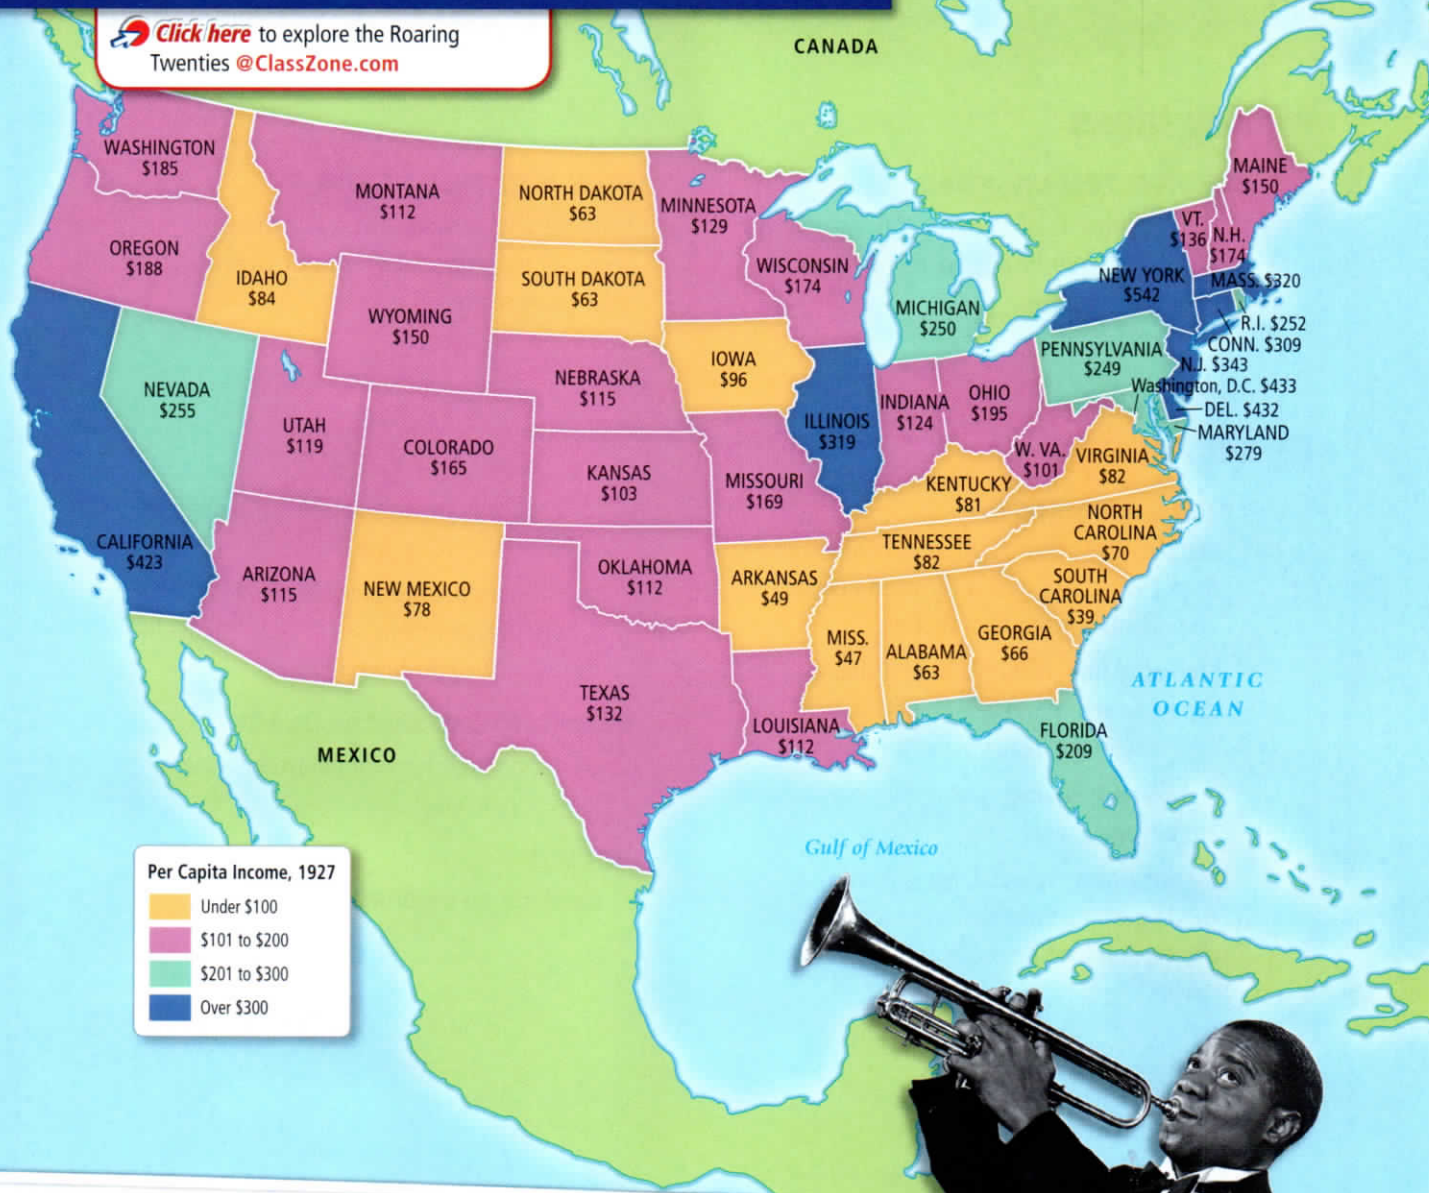 Click here to explore the Roaring
Twenties @ClassZone.com
CANADA
WASHINGTON
$185
OREGON
$188
CALIFORNIA
$423
NEVADA
$255
IDAHO
$84
MONTANA
$112
WYOMING
$150
UTAH
$119
COLORADO
$165
ARIZONA
$115
NEW MEXICO
$78
NORTH DAKOTA
$63
SOUTH DAKOTA
$63
NEBRASKA
$115
KANSAS
$103
OKLAHOMA
$112
TEXAS
$132
MINNESOTA
$129
IOWA
$96
MISSOURI
$169
ARKANSAS
$49
LOUISIANA
$112
WISCONSIN
$174
ILLINOIS
$319
MICHIGAN
$250
INDIANA
$124
OHIO
$195
KENTUCKY
$81
TENNESSEE
$82
MISS.
$47
ALABAMA
$63
GEORGIA
$66
FLORIDA
$209
SOUTH
CAROLINA
$39
NORTH
CAROLINA
$70
VIRGINIA
$82
W. VA.
$101
PENNSYLVANIA
$249
NEW YORK
$542
VT.
$136
N.H.
$174
MAINE
$150
MASS. $320
R.I. $252
CONN. $309
N.J. $343
Washington, D.C. $433
DEL. $432
MARYLAND
$279
ATLANTIC
OCEAN
MEXICO
Gulf of Mexico
Per Capita Income, 1927
Under $100
$101 to $200
$201 to $300
Over $300